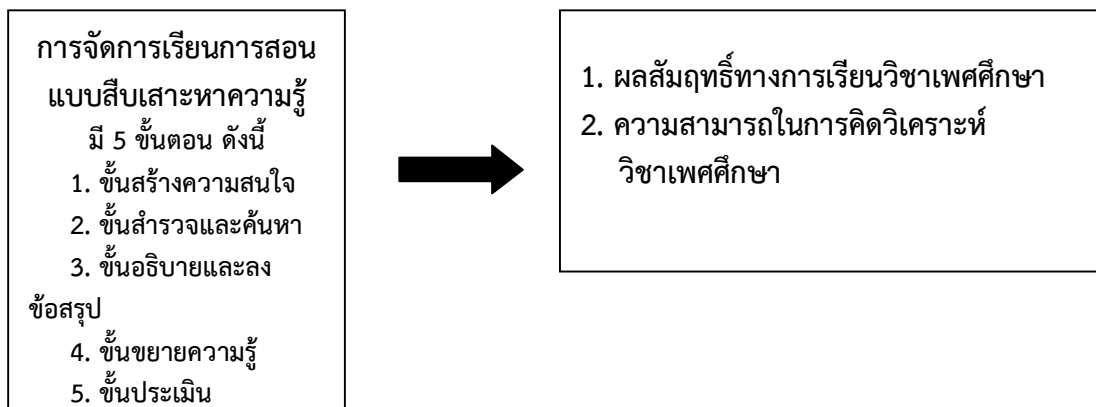 การจัดการเรียนการสอน
แบบสืบเสาะหาความรู้
มี 5 ขั้นตอน ดังนี้
1. ขั้นสร้างความสนใจ
2. ขั้นสำรวจและค้นหา
3. ขั้นอธิบายและลง
ข้อสรุป
4. ขั้นขยายความรู้
5. ขั้นประเมิน
1. ผลสัมฤทธิ์ทางการเรียนวิชาเพศศึกษา
2. ความสามารถในการคิดวิเคราะห์
วิชาเพศศึกษา